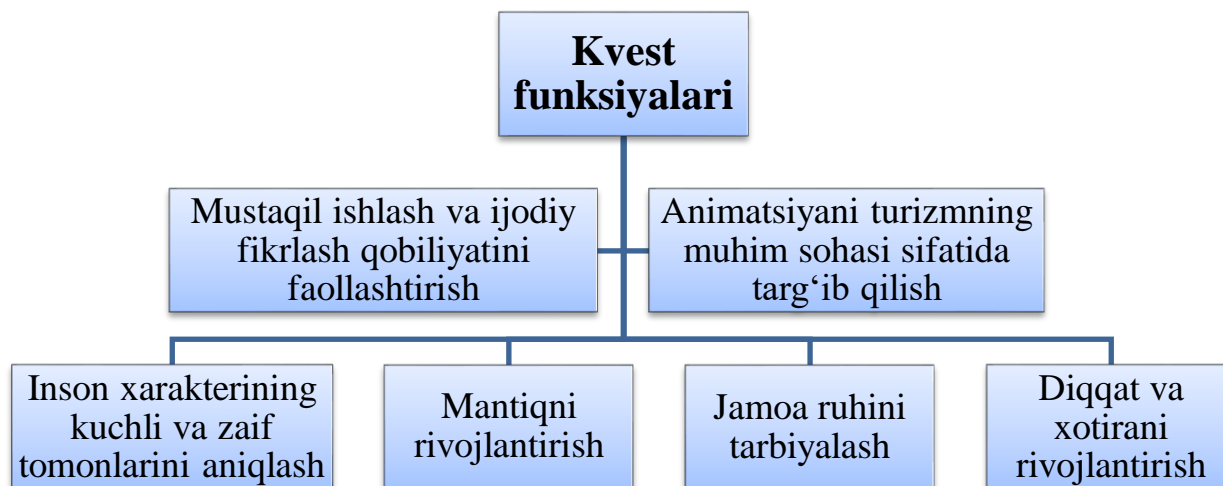 Kvest
funksiyalari
Mustaqil ishlash va ijodiy
fikrlash qobiliyatini
faollashtirish
Animatsiyani turizmning
muhim sohasi sifatida
targ‘ib qilish
Inson xarakterining
kuchli va zaif
tomonlarini aniqlash
Mantiqni
rivojlantirish
Jamoa ruhini
tarbiyalash
Diqqat va
xotirani
rivojlantirish